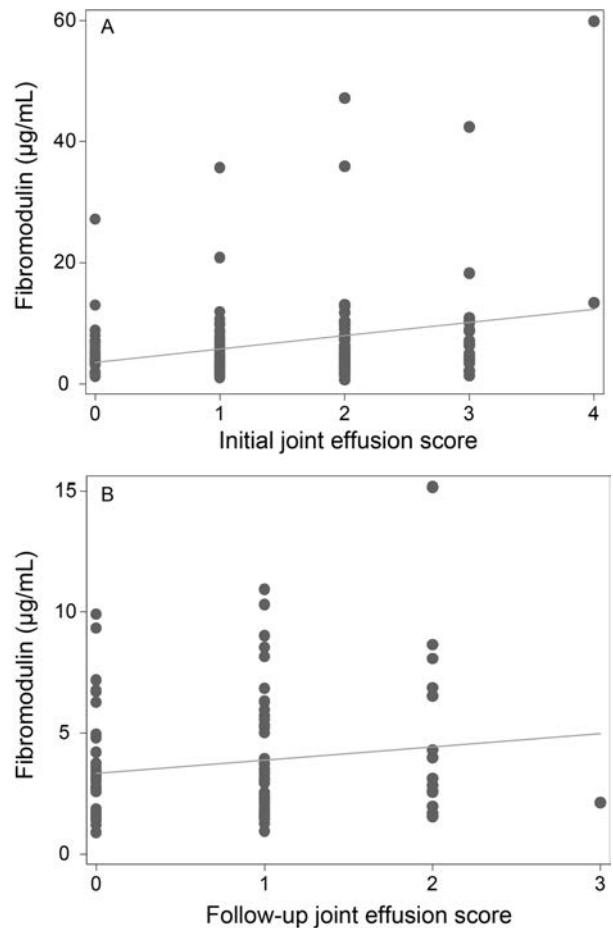 A
60
40
20
0
Fibromodulin (µg/mL)
0 1 2 3 4
Initial joint effusion score
B
15
10
5
0
Fibromodulin (µg/mL)
0 1 2 3
Follow-up joint effusion score